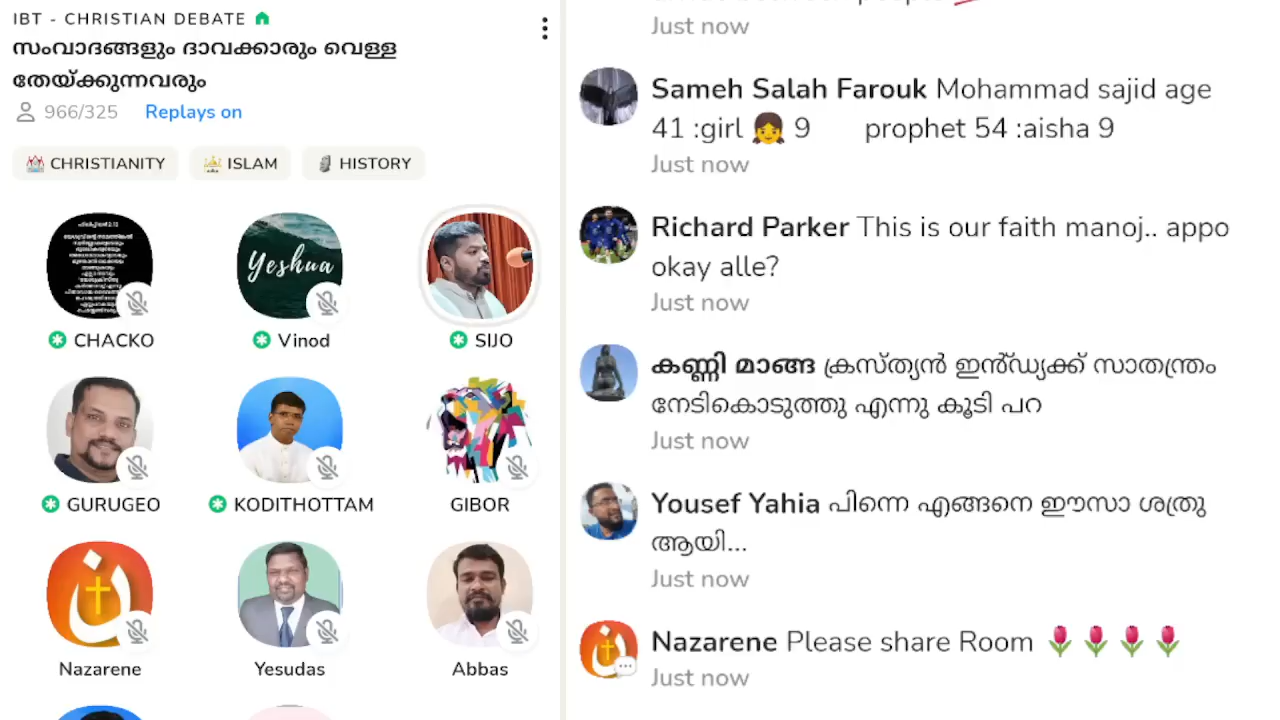 IBT - CHRISTIAN DEBATE
സംവാദങ്ങളും ദാവക്കാരും വെള്ള
തേയ്ക്കുന്നവരും
966/325 Replays on
CHRISTIANITY ISLAM HISTORY
Yeshua
CHACKO Vinod SIJO
GURUGEO KODITHOTTAM GIBOR
Nazarene Yesudas Abbas
Just now
Sameh Salah Farouk Mohammad sajid age
41 :girl 👧 9 prophet 54 :aisha 9
Just now
Richard Parker This is our faith manoj.. appo
okay alle?
Just now
കണ്ണി മാങ്ങ ക്രസ്ത്യൻ ഇൻഡ്യക്ക് സാതന്ത്രം
നേടികൊടുത്തു എന്നു കൂടി പറ
Just now
Yousef Yahia പിന്നെ എങ്ങനെ ഈസാ ശത്രു
ആയി...
Just now
Nazarene Please share Room 🌷🌷🌷🌷
Just now